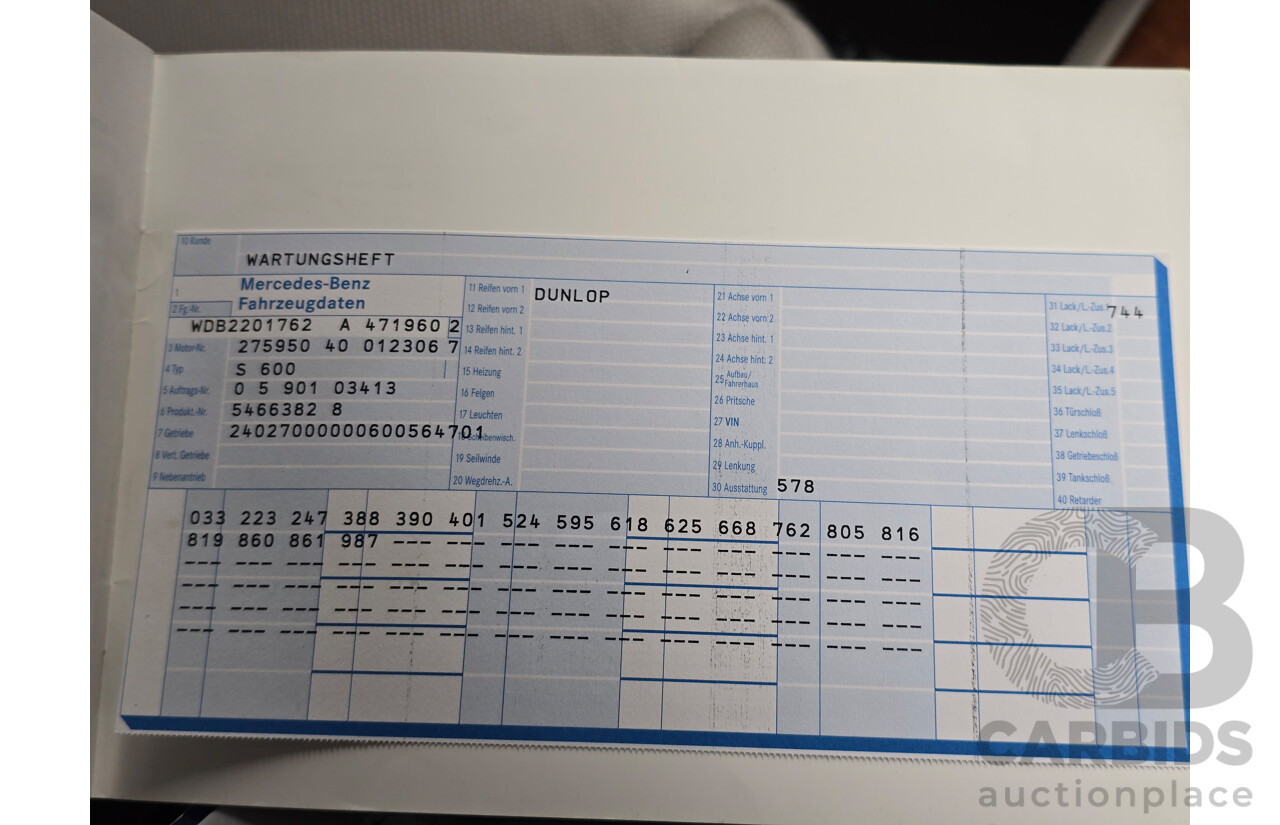 10 Kunde
WARTUNGSHEFT
1
Mercedes-Benz
Fahrzeugdaten
2 Fg.-Nr.
WDB2201762 A 471960 2
3 Motor-Nr.
275950 40 012306 7
4 Typ
S 600
5 Auftrags-Nr.
0 5 901 03413
6 Produkt.-Nr.
5466382 8
7 Getriebe
24027000000600564701
8 Vert. Getriebe
9 Nebenantrieb
11 Reifen vorn 1
DUNLOP
12 Reifen vorn 2
13 Reifen hint. 1
14 Reifen hint. 2
15 Heizung
16 Felgen
17 Leuchten
18 Scheibenwisch.
19 Seilwinde
20 Wegdrehz.-A.
21 Achse vorn 1
22 Achse vorn 2
23 Achse hint. 1
24 Achse hint. 2
25 Aufbau/
Fahrerhaus
26 Pritsche
27 VIN
28 Anh.-Kuppl.
29 Lenkung
30 Ausstattung 578
31 Lack/L.-Zus.1 744
32 Lack/L.-Zus.2
33 Lack/L.-Zus.3
34 Lack/L.-Zus.4
35 Lack/L.-Zus.5
36 Türschloß
37 Lenkschloß
38 Getriebeschloß
39 Tankschloß
40 Retarder
033 223 247 388 390 401 524 595 618 625 668 762 805 816
819 860 861 987 --- --- --- --- --- --- --- --- --- ---
--- --- --- --- --- --- --- --- --- --- --- --- --- ---
--- --- --- --- --- --- --- --- --- --- --- --- --- ---
--- --- --- --- --- --- --- --- --- --- --- --- --- ---
--- --- --- --- --- --- --- --- --- --- --- --- --- ---
CB
CARBIDS
auctionplace